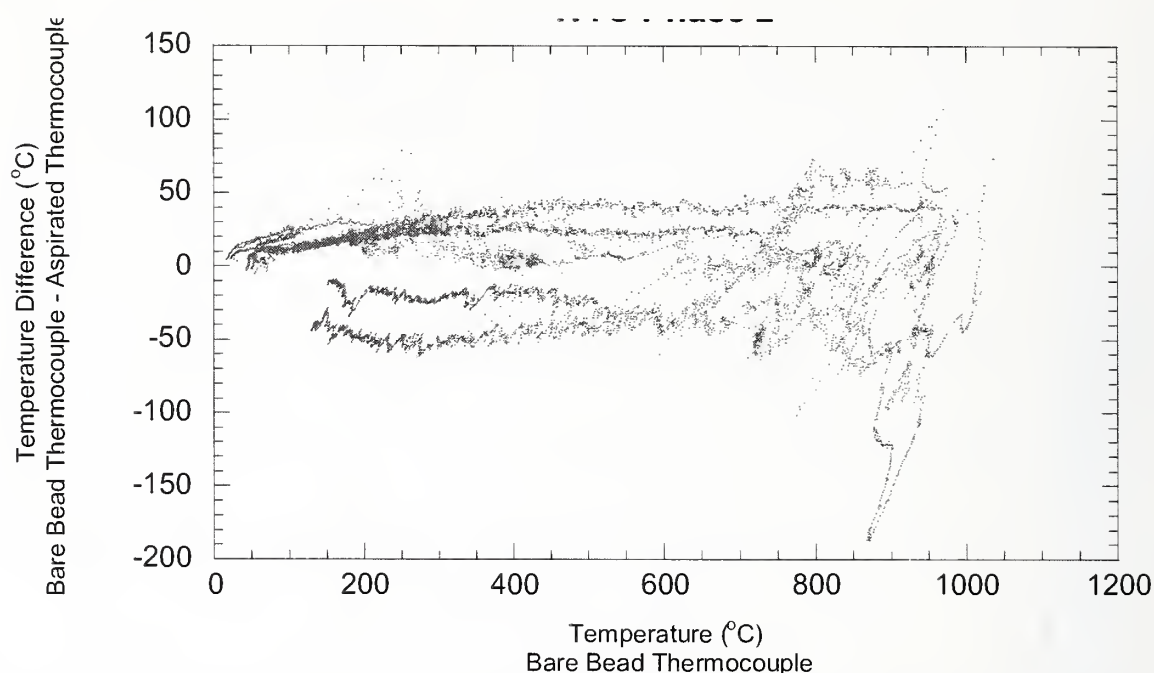 150
100
50
0
-50
-100
-150
-200
0 200 400 600 800 1000 1200
Temperature Difference (°C)
Bare Bead Thermocouple - Aspirated Thermocouple
Temperature (°C)
Bare Bead Thermocouple